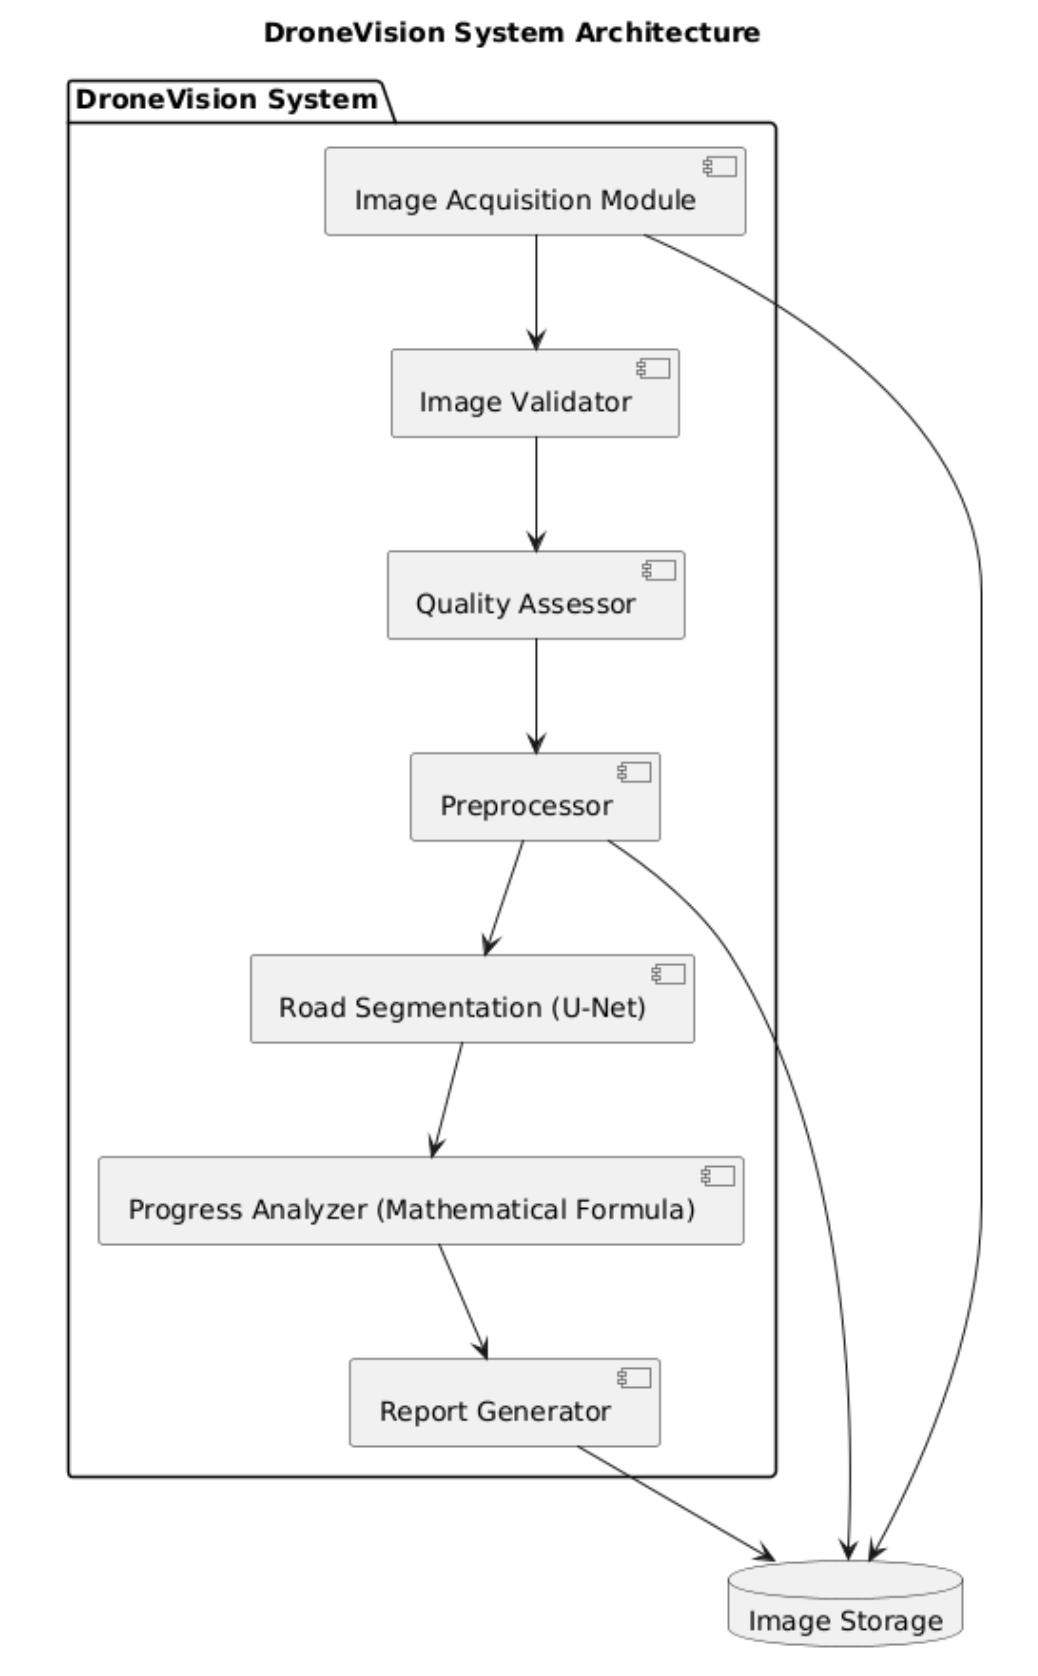 DroneVision System Architecture
DroneVision System
Image Acquisition Module
Image Validator
Quality Assessor
Preprocessor
Road Segmentation (U-Net)
Progress Analyzer (Mathematical Formula)
Report Generator
Image Storage